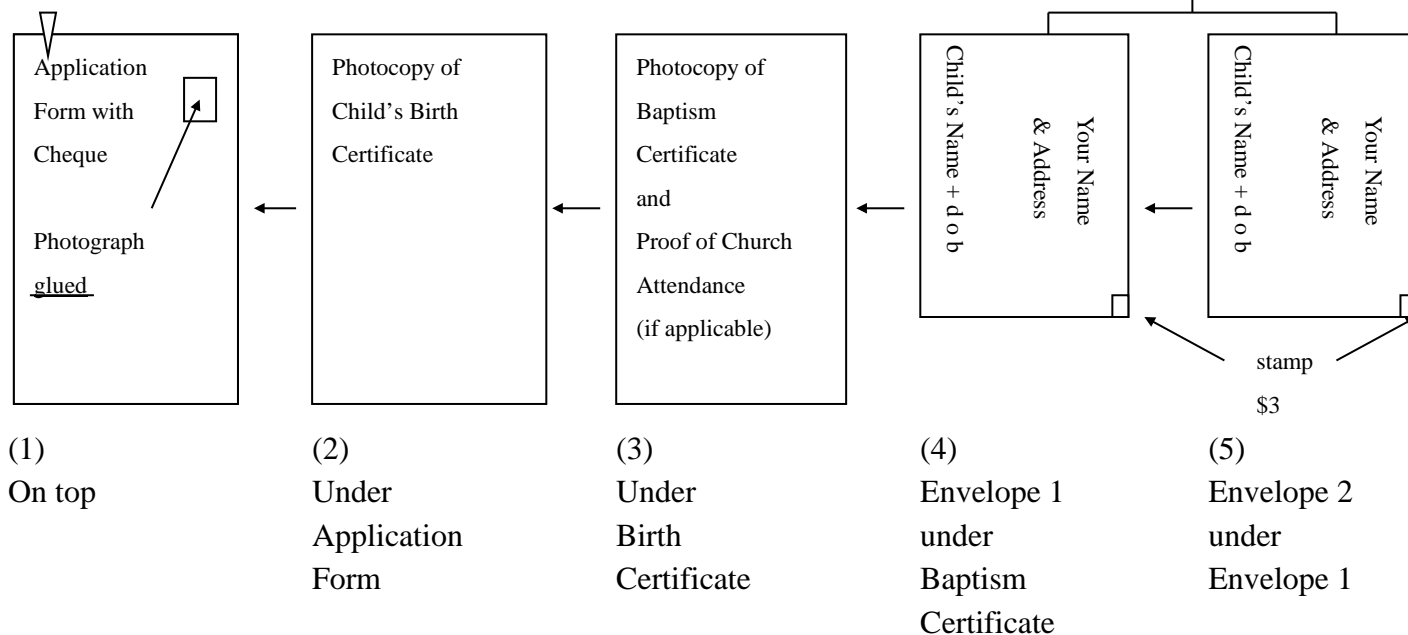 Application
Form with
Cheque
Photograph
glued
Photocopy of
Child's Birth
Certificate
Photocopy of
Baptism
Certificate
and
Proof of Church
Attendance
(if applicable)
Your Name
& Address
Child's Name + d o b
Your Name
& Address
Child's Name + d o b
stamp
$3
(1)
On top
(2)
Under
Application
Form
(3)
Under
Birth
Certificate
(4)
Envelope 1
under
Baptism
Certificate
(5)
Envelope 2
under
Envelope 1